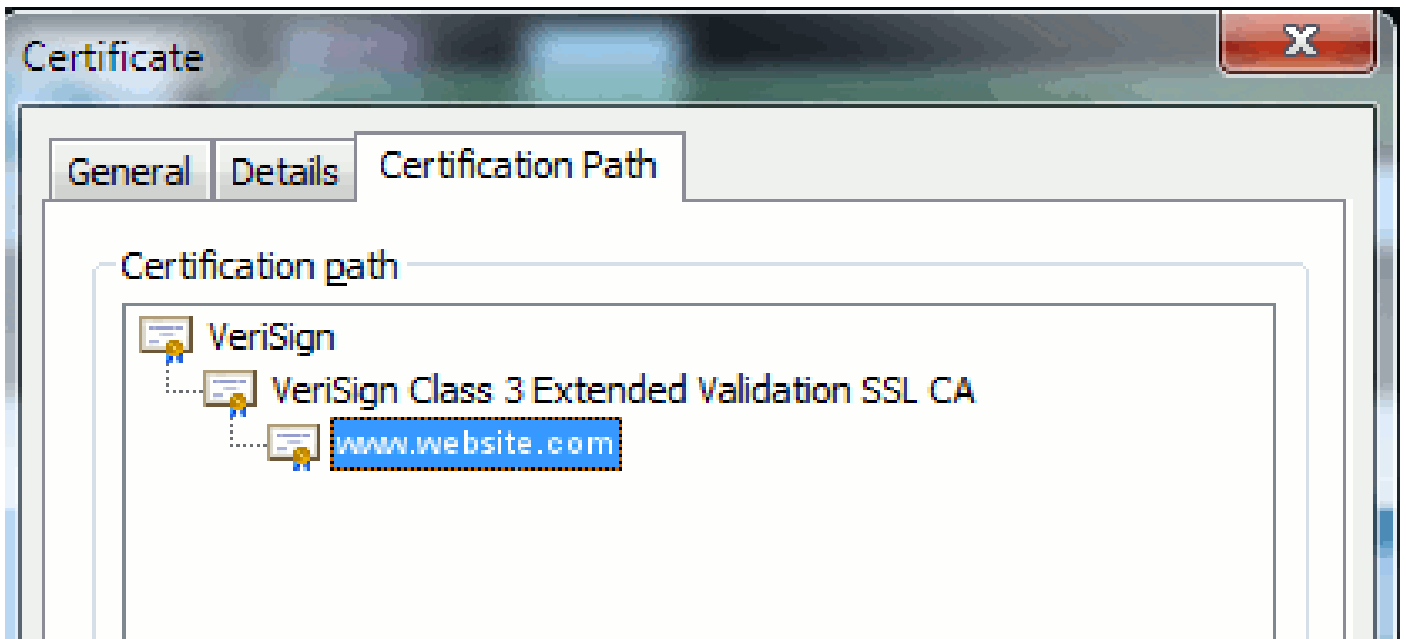 Certificate
General Details Certification Path
Certification path
VeriSign
VeriSign Class 3 Extended Validation SSL CA
www.website.com